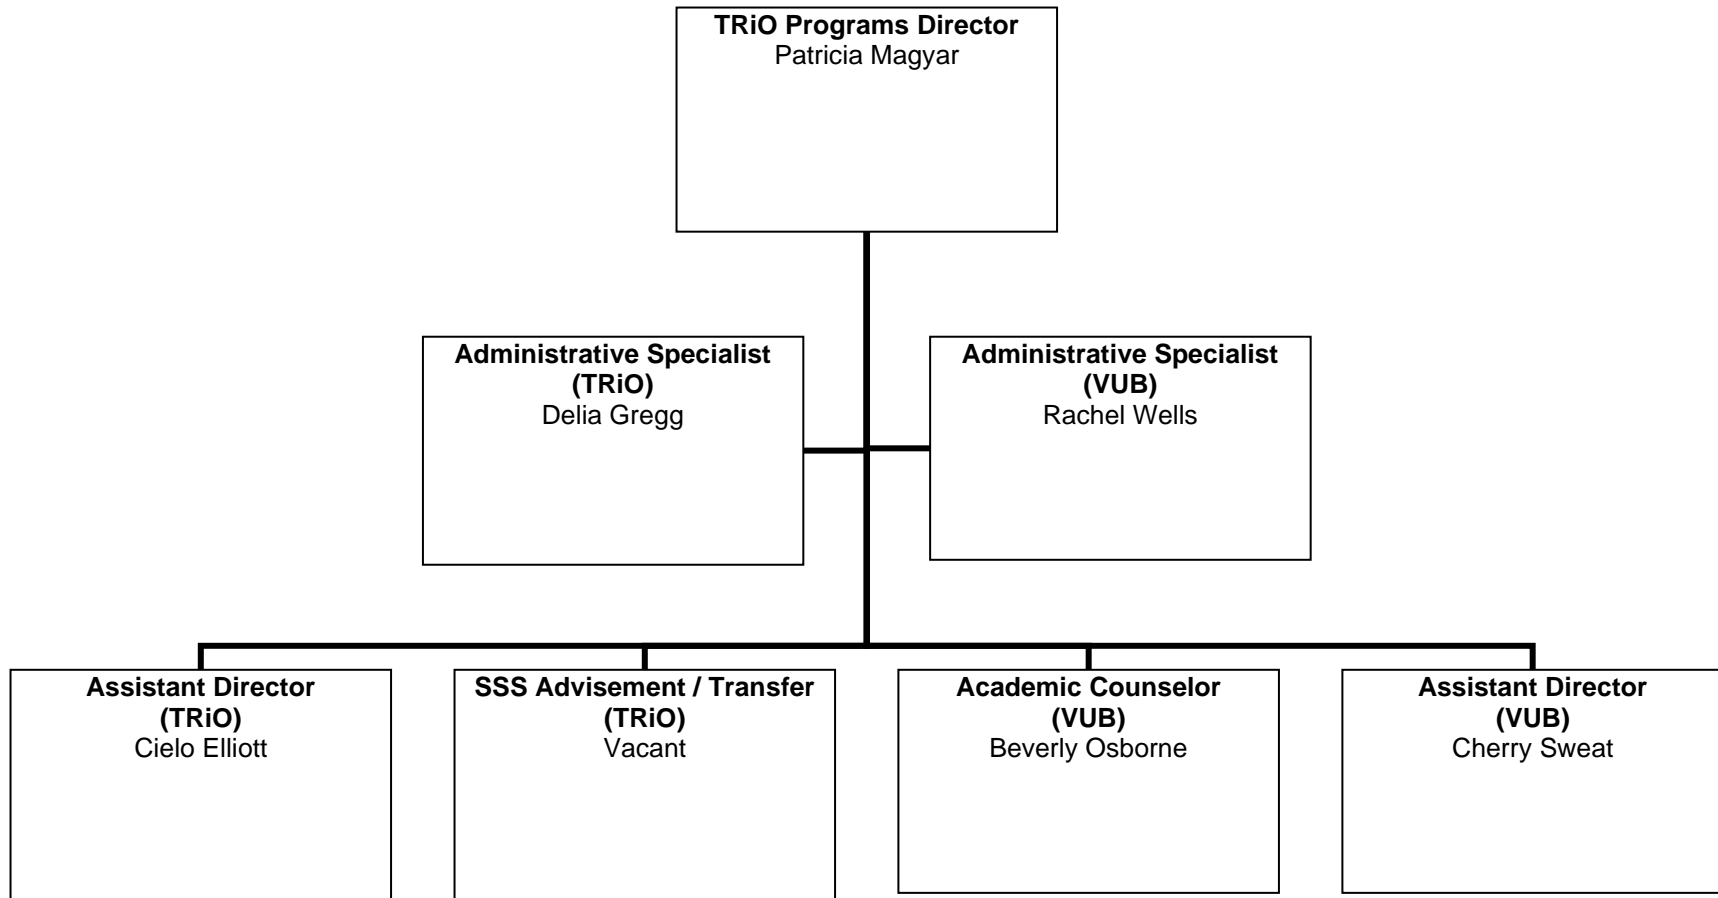 TRiO Programs Director
Patricia Magyar
Administrative Specialist
(TRiO)
Delia Gregg
Administrative Specialist
(VUB)
Rachel Wells
Assistant Director
(TRiO)
Cielo Elliott
SSS Advisement / Transfer
(TRiO)
Vacant
Academic Counselor
(VUB)
Beverly Osborne
Assistant Director
(VUB)
Cherry Sweat